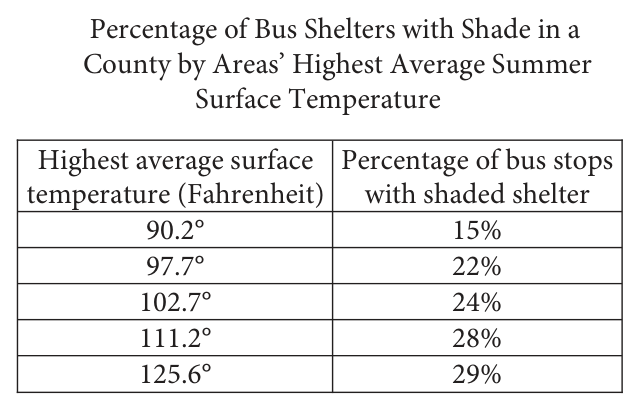 Percentage of Bus Shelters with Shade in a
County by Areas’ Highest Average Summer
Surface Temperature
Highest average surface
temperature (Fahrenheit)
Percentage of bus stops
with shaded shelter
90.2° 15%
97.7° 22%
102.7° 24%
111.2° 28%
125.6° 29%